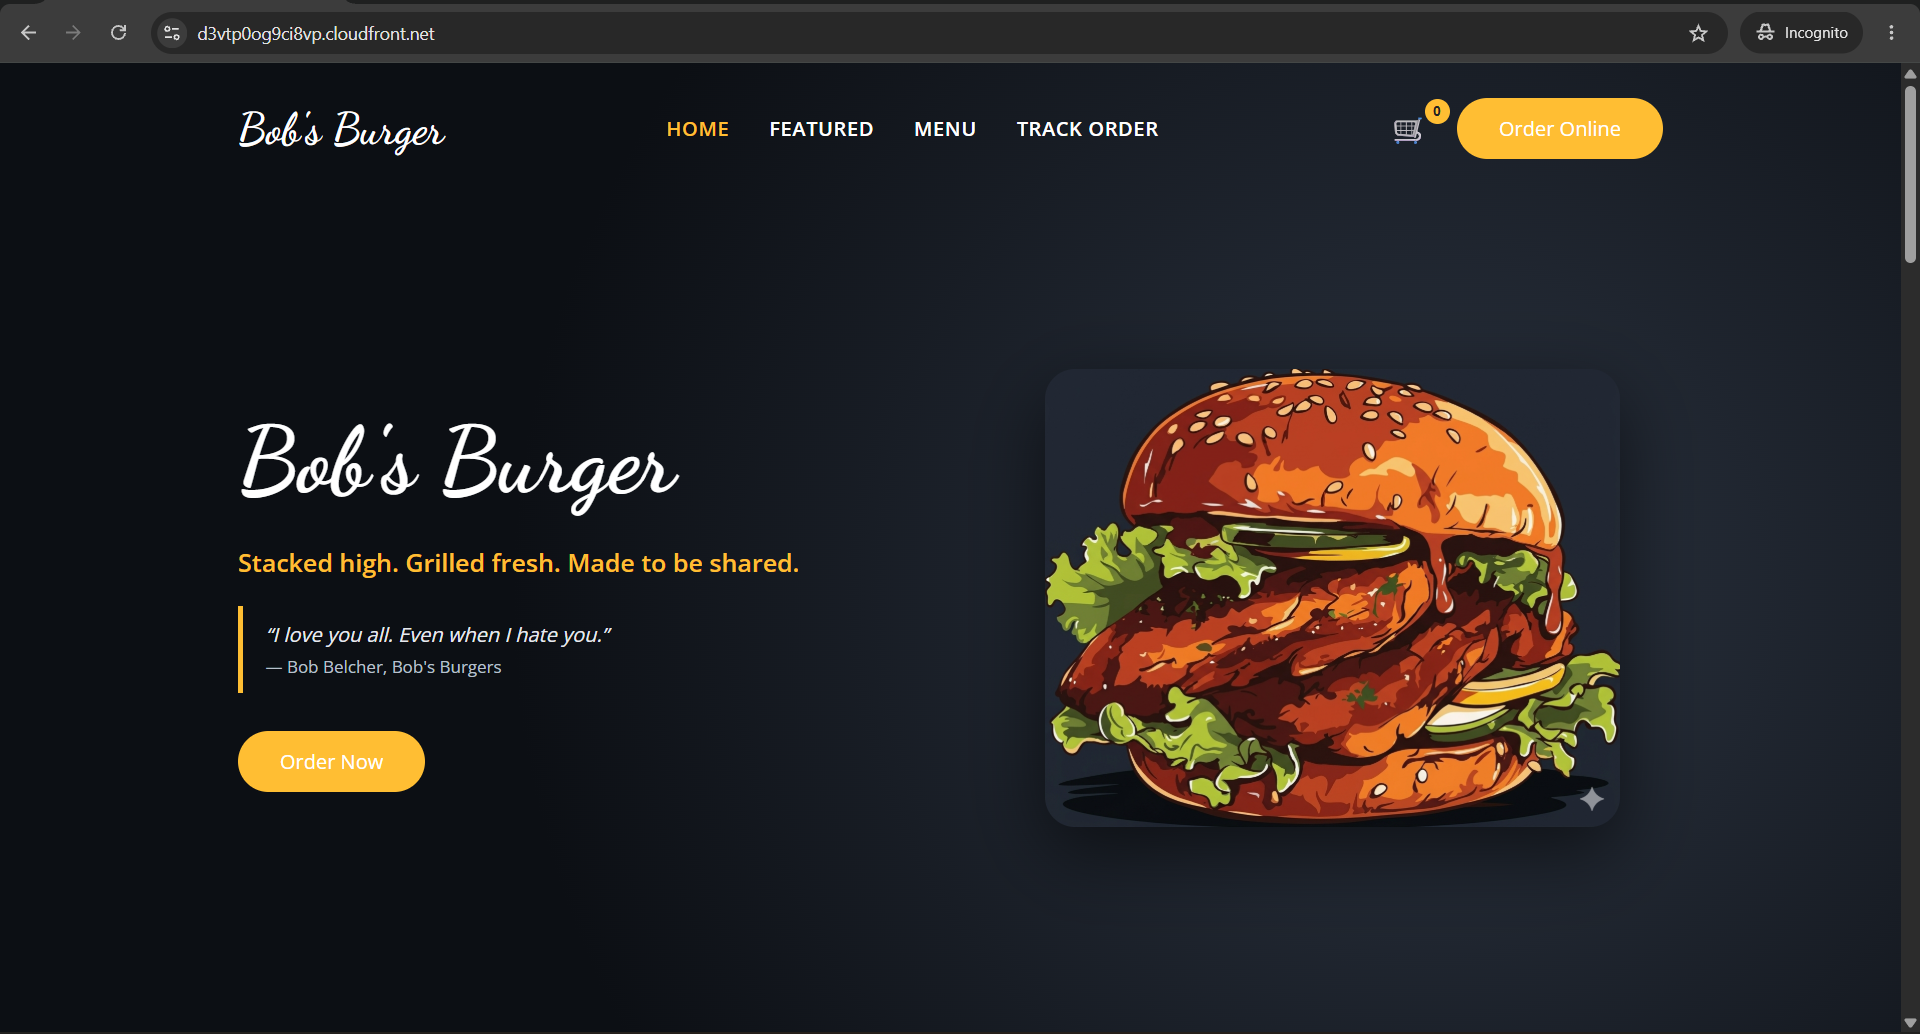 d3vtp0og9ci8vp.cloudfront.net
Incognito
Bob's Burger
HOME
FEATURED
MENU
TRACK ORDER
0
Order Online
Bob's Burger
Stacked high. Grilled fresh. Made to be shared.
“I love you all. Even when I hate you.”
— Bob Belcher, Bob's Burgers
Order Now